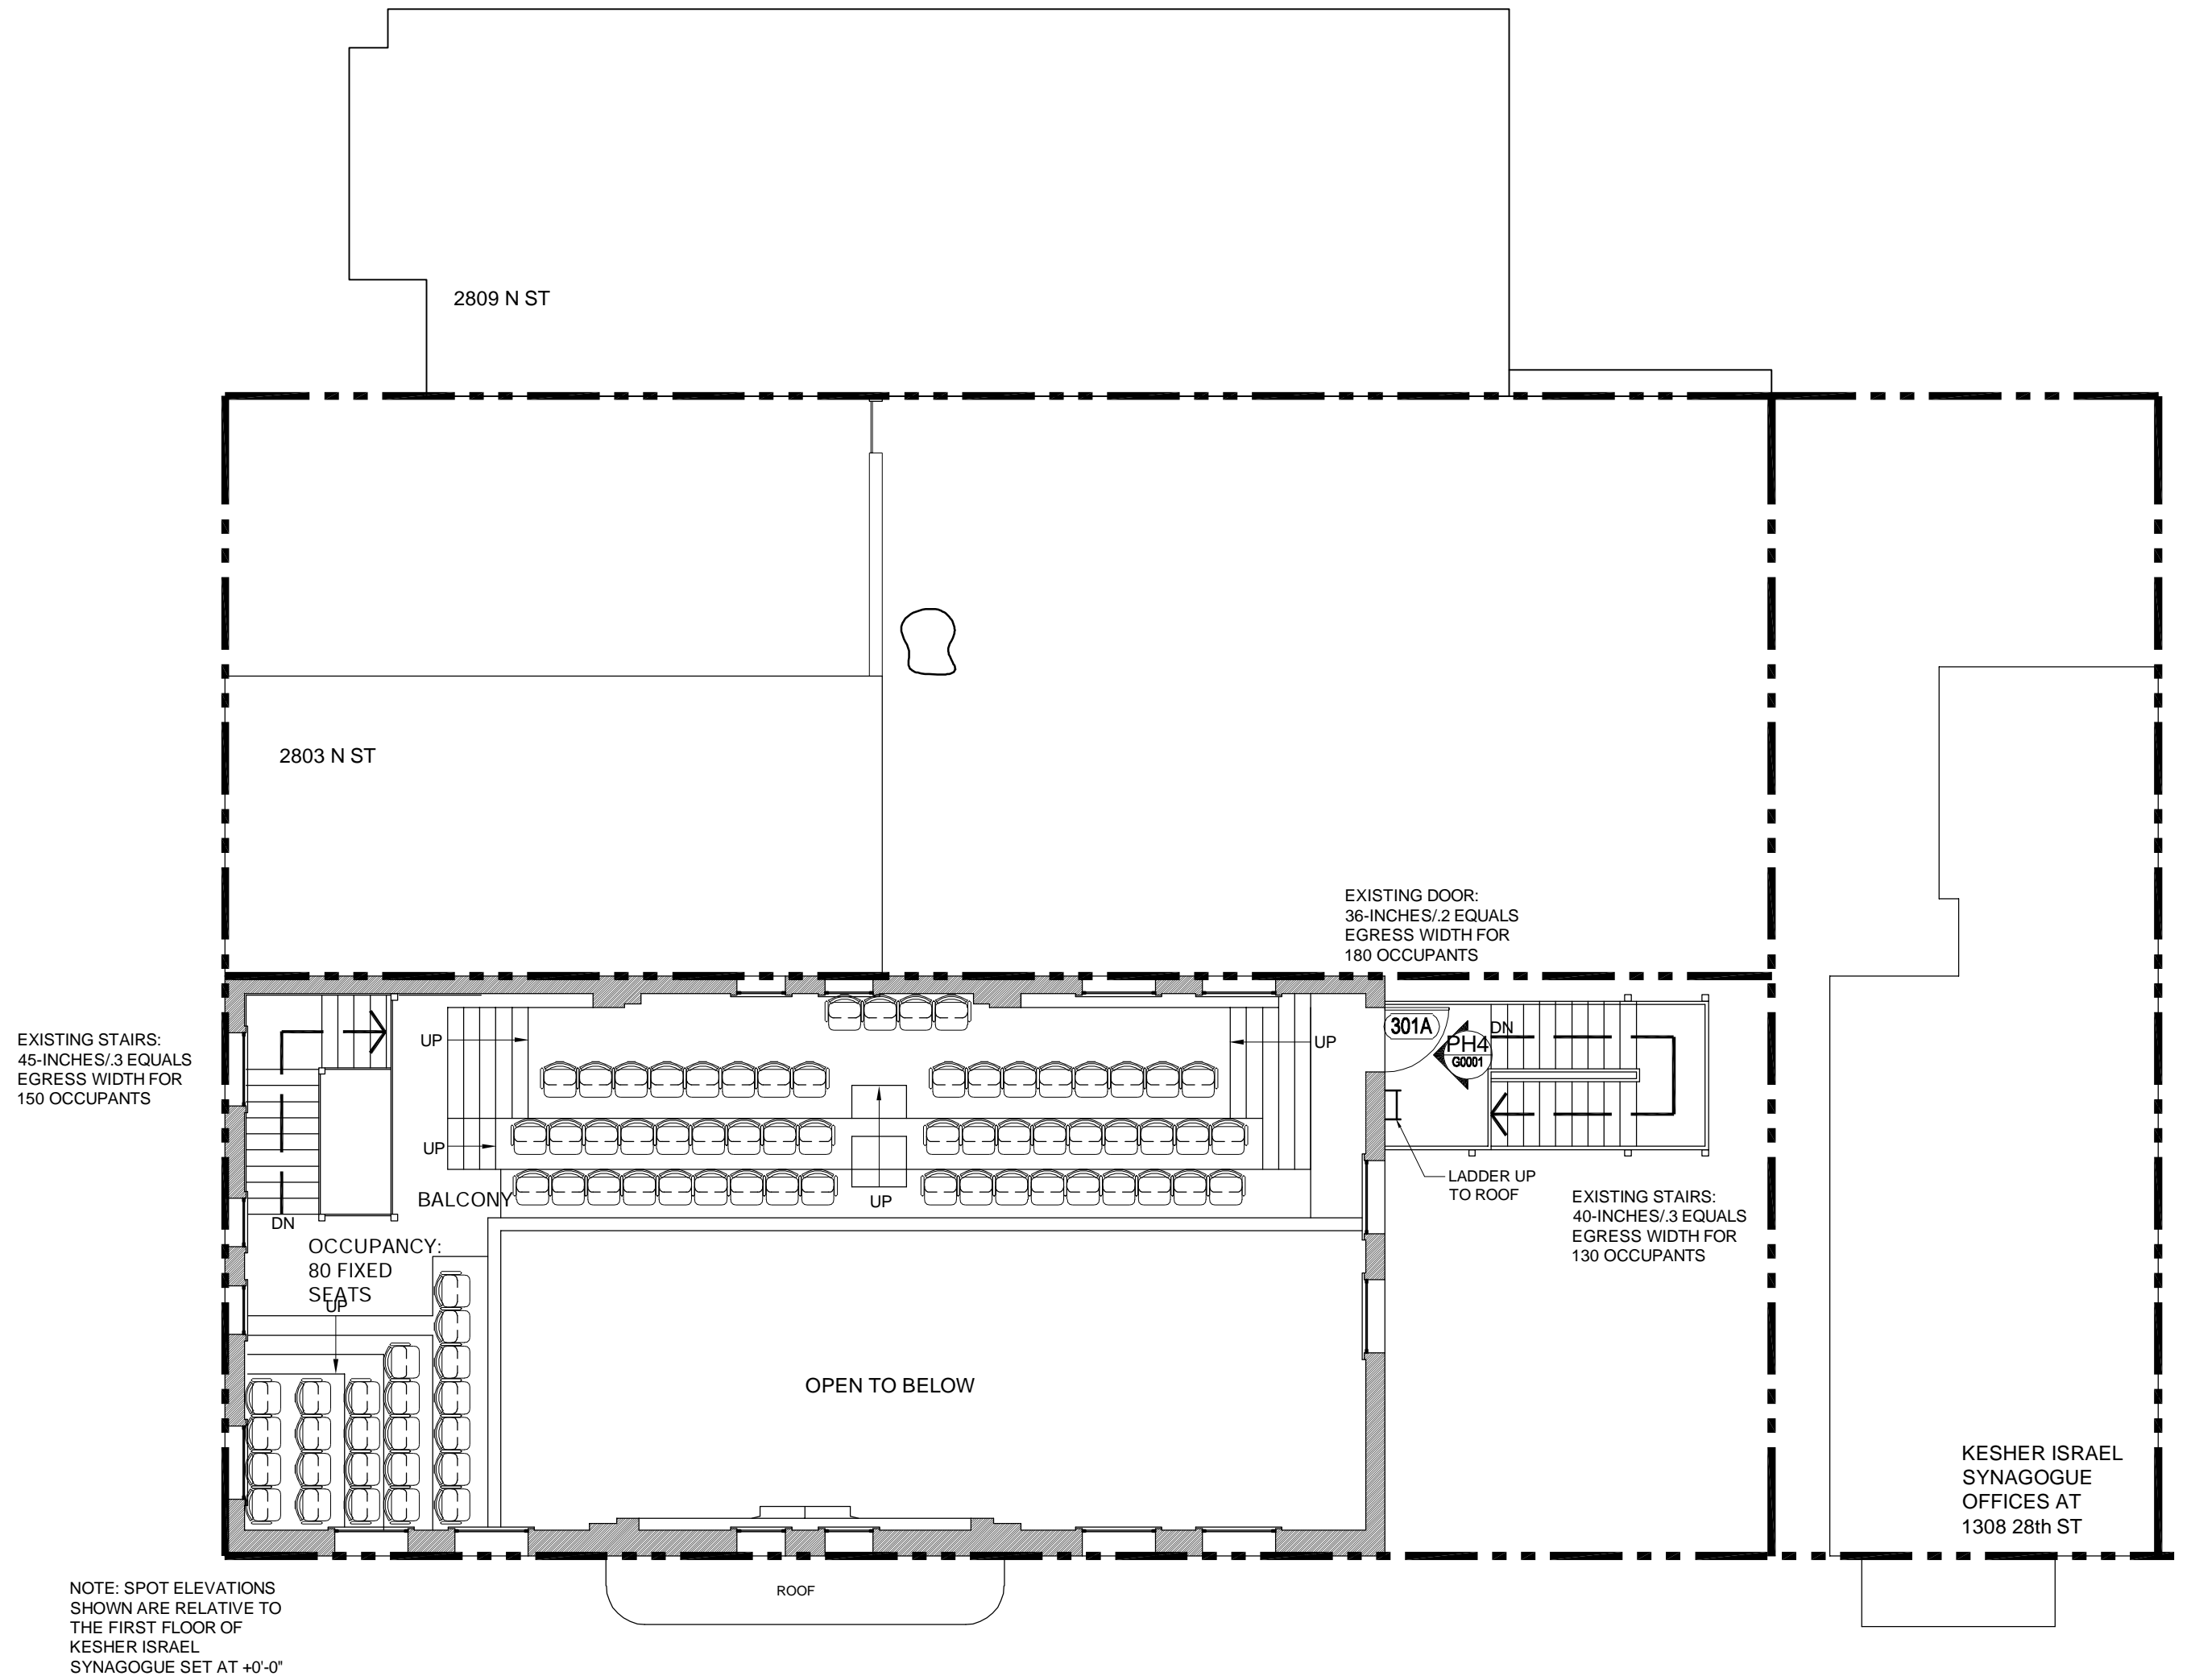 2809 N ST
2803 N ST
EXISTING DOOR:
36-INCHES/.2 EQUALS
EGRESS WIDTH FOR
180 OCCUPANTS
EXISTING STAIRS:
45-INCHES/.3 EQUALS
EGRESS WIDTH FOR
150 OCCUPANTS
UP
UP
301A
DN
PH4
G0001
UP
BALCONY
UP
LADDER UP
TO ROOF
EXISTING STAIRS:
40-INCHES/.3 EQUALS
EGRESS WIDTH FOR
130 OCCUPANTS
DN
OCCUPANCY:
80 FIXED
SEATS
UP
OPEN TO BELOW
KESHER ISRAEL
SYNAGOGUE
OFFICES AT
1308 28th ST
ROOF
NOTE: SPOT ELEVATIONS
SHOWN ARE RELATIVE TO
THE FIRST FLOOR OF
KESHER ISRAEL
SYNAGOGUE SET AT +0'-0"